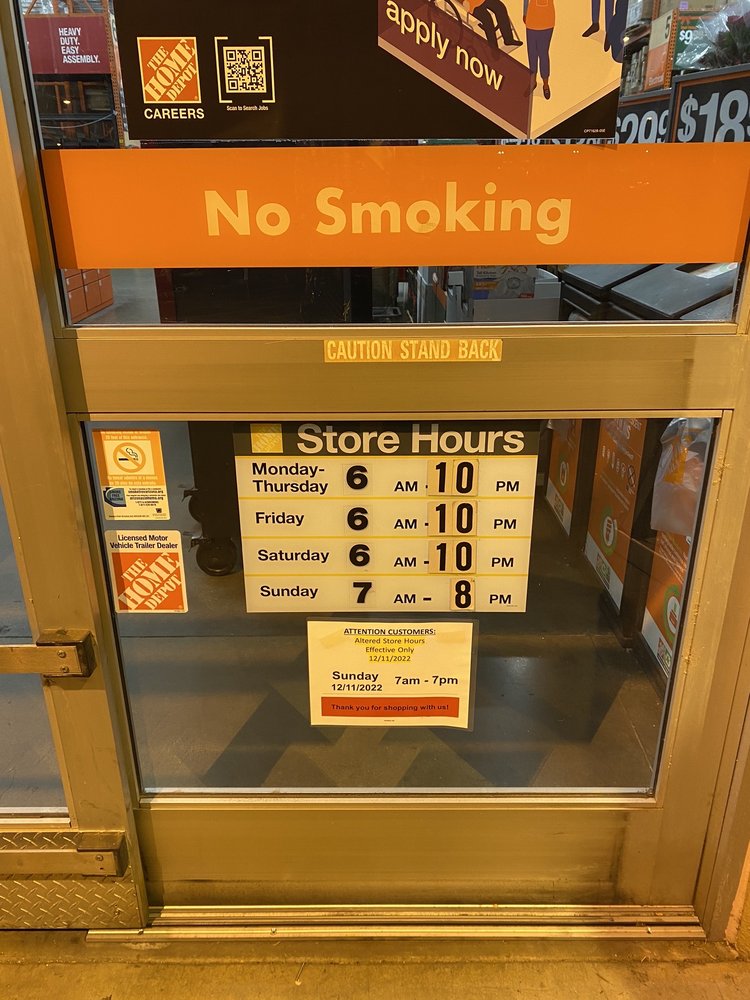 HEAVY
DUTY.
EASY
ASSEMBLY.
THE
HOME
DEPOT
CAREERS
Scan to Search Jobs
apply now
$9
$299
$18
No Smoking
CAUTION STAND BACK
Store Hours
Monday-
Thursday 6 AM - 10 PM
Friday 6 AM - 10 PM
Saturday 6 AM - 10 PM
Sunday 7 AM - 8 PM
Licensed Motor
Vehicle Trailer Dealer
THE
HOME
DEPOT
ATTENTION CUSTOMERS:
Altered Store Hours
Effective Only
12/11/2022
Sunday 7am - 7pm
12/11/2022
Thank you for shopping with us!